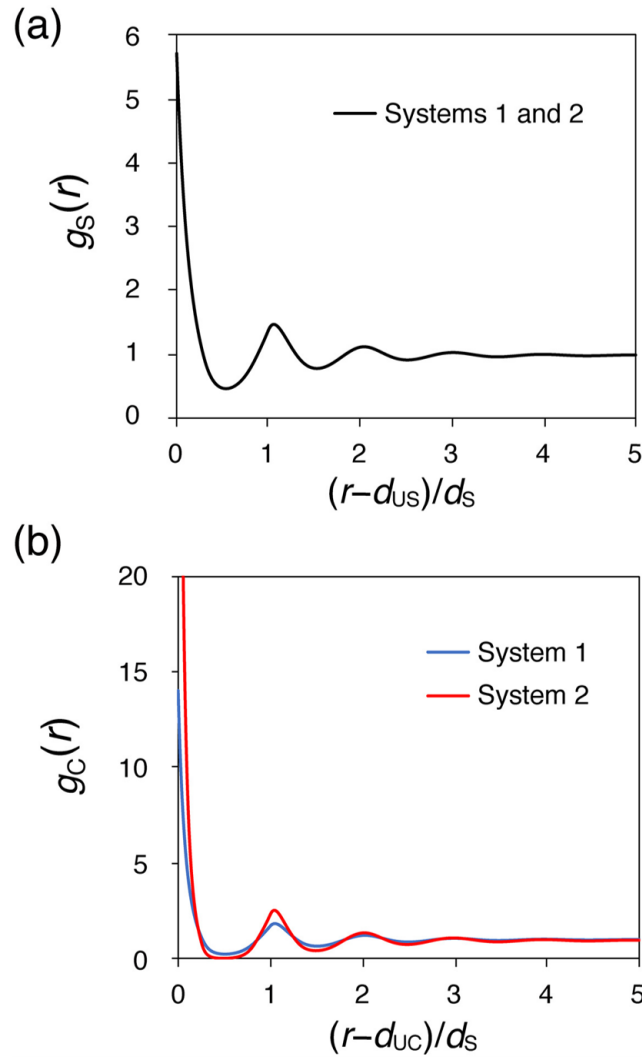 (a)
6
5
4
3
2
1
0
gS(r)
Systems 1 and 2
0 1 2 3 4 5
(r–dUS)/dS
(b)
20
15
10
5
0
gC(r)
System 1
System 2
0 1 2 3 4 5
(r–dUC)/dS